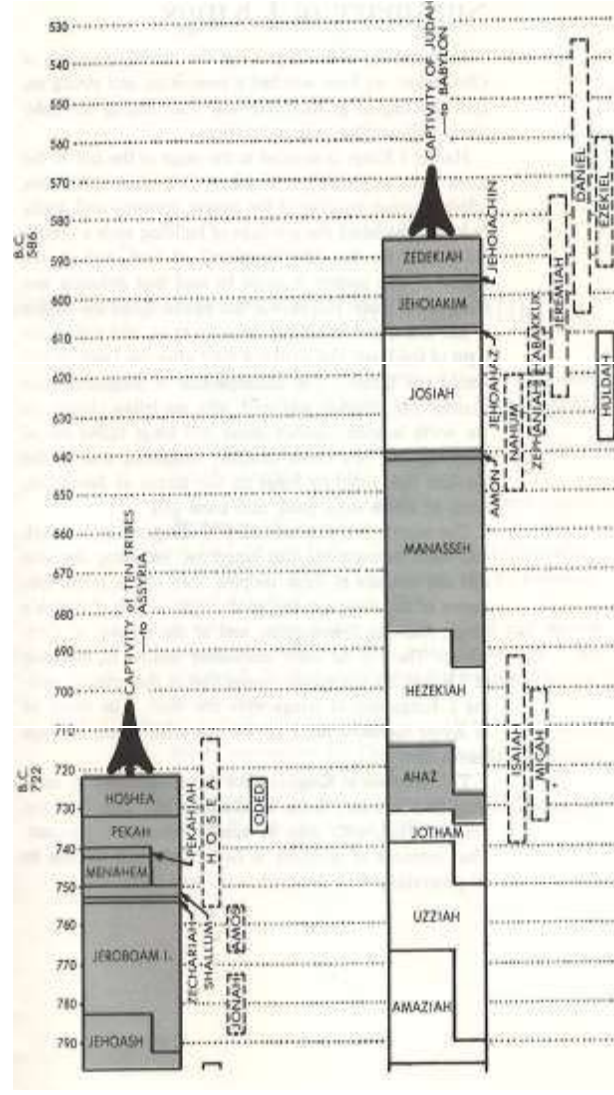 530
540
550
560
570
580
B.C.
586
590
600
610
620
630
640
650
660
670
680
690
700
710
B.C.
722
720
730
740
750
760
770
780
790
CAPTIVITY of TEN TRIBES
to ASSYRIA
HOSHEA
PEKAH
PEKAHIAH
MENAHEM
ZECHARIAH
SHALLUM
JEROBOAM
JEHOASH
HOSEA
ODED
AMOS
JONAH
CAPTIVITY OF JUDAH
to BABYLON
ZEDEKIAH
JEHOIACHIN
JEHOIAKIM
JEHOAHAZ
JOSIAH
AMON
MANASSEH
HEZEKIAH
AHAZ
JOTHAM
UZZIAH
AMAZIAH
DANIEL
EZEKIEL
JEREMIAH
HABAKKUK
ZEPHANIAH
NAHUM
HULDAH
ISAIAH
MICAH